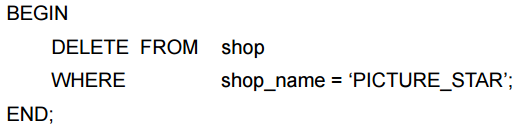 BEGIN
DELETE FROM shop
WHERE shop_name = ‘PICTURE_STAR’;
END;